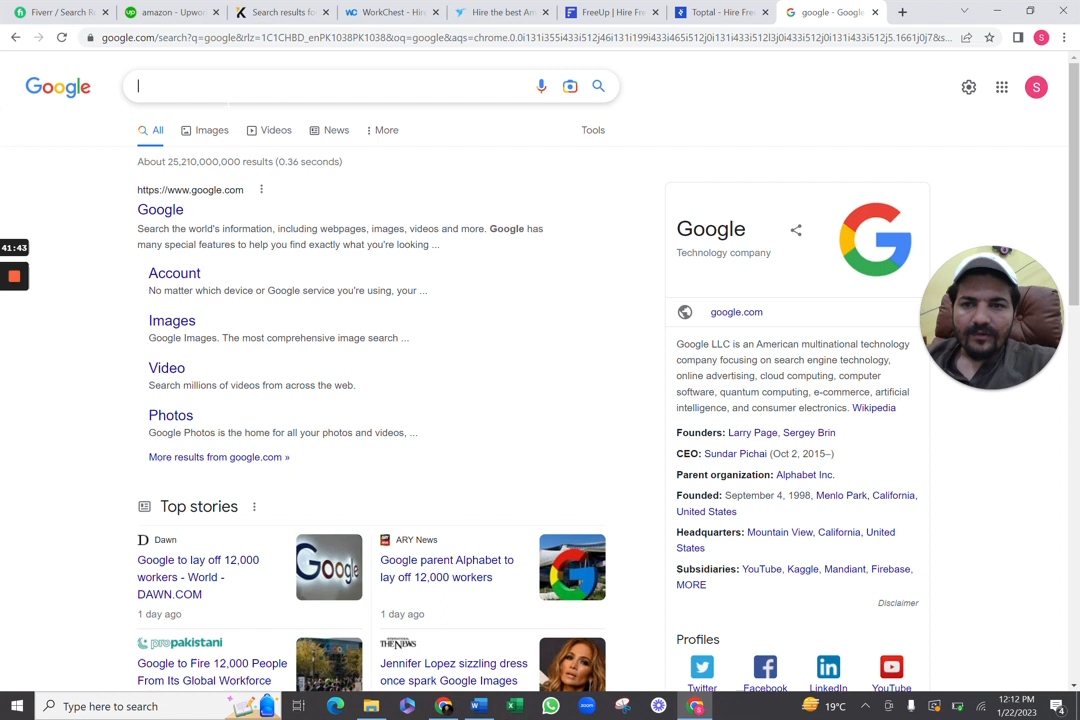 Fiverr / Search Re
amazon - Upwo
Search results fo
WorkChest - Hire
Hire the best Am
FreeUp | Hire Fre
Toptal - Hire Free
google - Google
google.com/search?q=google&rlz=1C1CHBD_enPK1038PK1038&oq=google&aqs=chrome.0.0i131i355i433i512j46i131i199i433i465i512j0i131i433i512l3j0i433i512j0i131i433i512j5.1661j0j7&s...
S
Google
S
All
Images
Videos
News
More
Tools
About 25,210,000,000 results (0.36 seconds)
https://www.google.com
Google
Search the world's information, including webpages, images, videos and more. Google has
many special features to help you find exactly what you're looking ...
Account
No matter which device or Google service you're using, your ...
Images
Google Images. The most comprehensive image search ...
Video
Search millions of videos from across the web.
Photos
Google Photos is the home for all your photos and videos, ...
More results from google.com »
Top stories
D Dawn
Google to lay off 12,000
workers - World -
DAWN.COM
1 day ago
ARY News
Google parent Alphabet to
lay off 12,000 workers
1 day ago
propakistani
Google to Fire 12,000 People
From Its Global Workforce
THE NEWS
Jennifer Lopez sizzling dress
once spark Google Images
Google
Technology company
google.com
Google LLC is an American multinational technology
company focusing on search engine technology,
online advertising, cloud computing, computer
software, quantum computing, e-commerce, artificial
intelligence, and consumer electronics. Wikipedia
Founders: Larry Page, Sergey Brin
CEO: Sundar Pichai (Oct 2, 2015–)
Parent organization: Alphabet Inc.
Founded: September 4, 1998, Menlo Park, California,
United States
Headquarters: Mountain View, California, United
States
Subsidiaries: YouTube, Kaggle, Mandiant, Firebase,
MORE
Disclaimer
Profiles
Twitter
Facebook
LinkedIn
YouTube
41:43
Type here to search
19°C
12:12 PM
1/22/2023
4